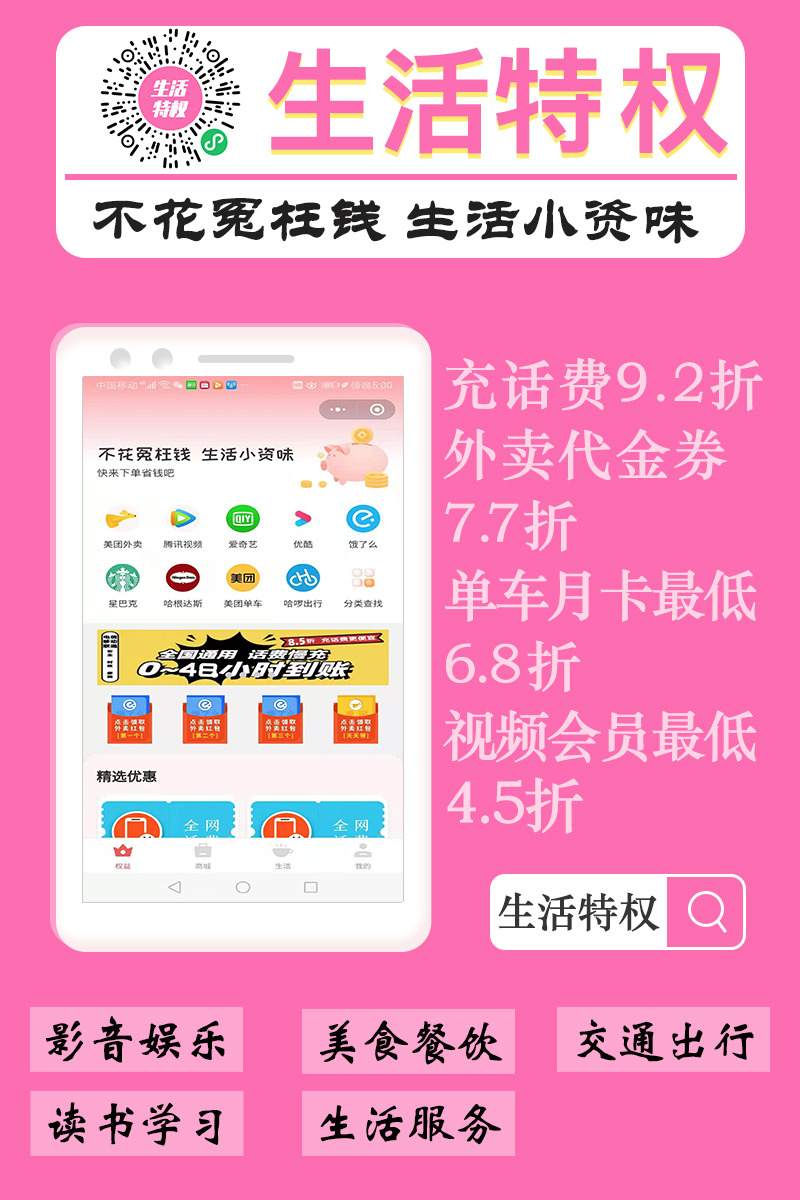 生活
特权
生活特权
不花冤枉钱 生活小资味
中国移动
傍晚5:00
不花冤枉钱 生活小资味
快来下单省钱吧
美团外卖 腾讯视频 爱奇艺 优酷 饿了么
星巴克 哈根达斯 美团单车 哈啰出行 分类查找
8.5折 充话费更便宜
全国通用 话费慢充
0~48小时到账
点击领取 点击领取 点击领取 点击领取
外卖红包 外卖红包 外卖红包 外卖红包
[第一个] [第二个] [第三个] [天天领]
精选优惠
全网 全网
话费 话费
权益 商城 生活 我的
充话费9.2折
外卖代金券
7.7折
单车月卡最低
6.8折
视频会员最低
4.5折
生活特权
影音娱乐 美食餐饮 交通出行
读书学习 生活服务